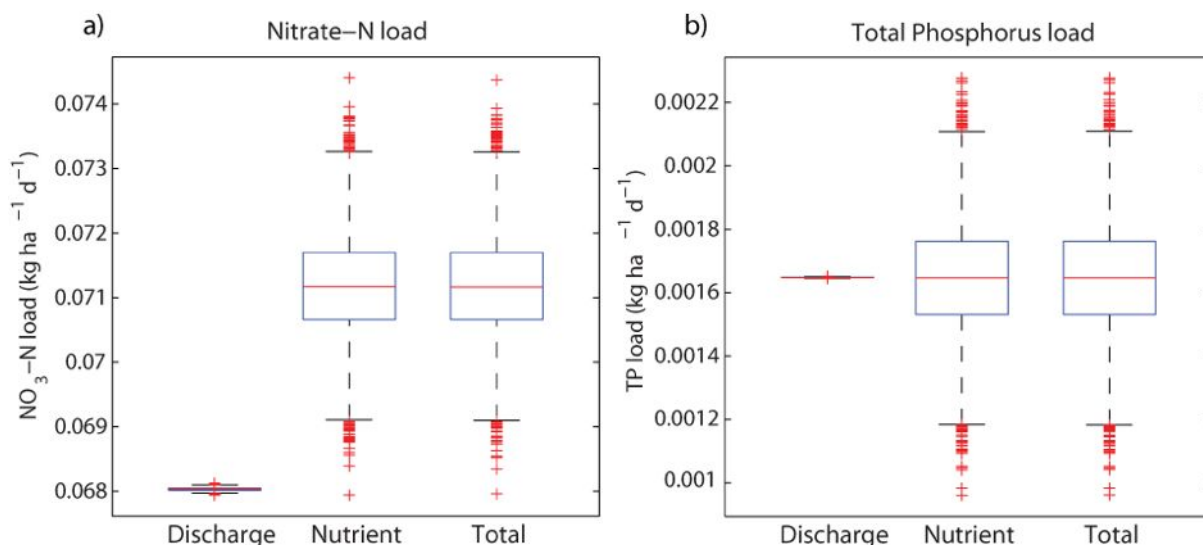 a)
Nitrate–N load
NO3–N load (kg ha −1 d−1)
0.074
0.073
0.072
0.071
0.07
0.069
0.068
Discharge Nutrient Total
b)
Total Phosphorus load
TP load (kg ha −1 d−1)
0.0022
0.002
0.0018
0.0016
0.0014
0.0012
0.001
Discharge Nutrient Total